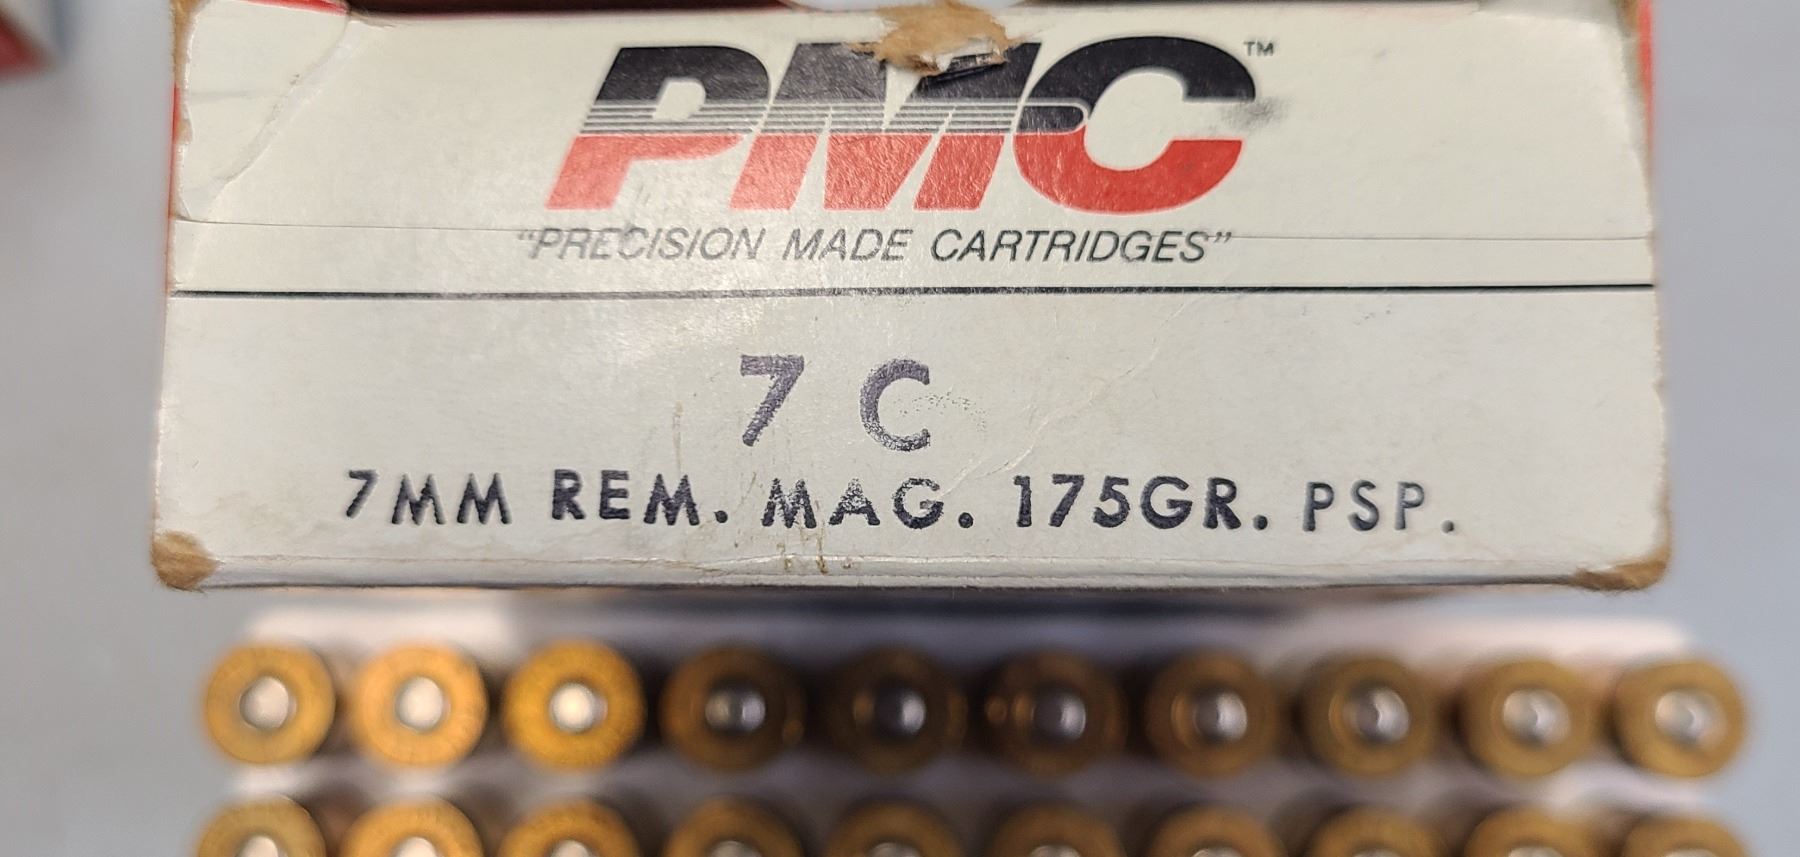 PMC™
"PRECISION MADE CARTRIDGES"
7 C
7MM REM. MAG. 175GR. PSP.